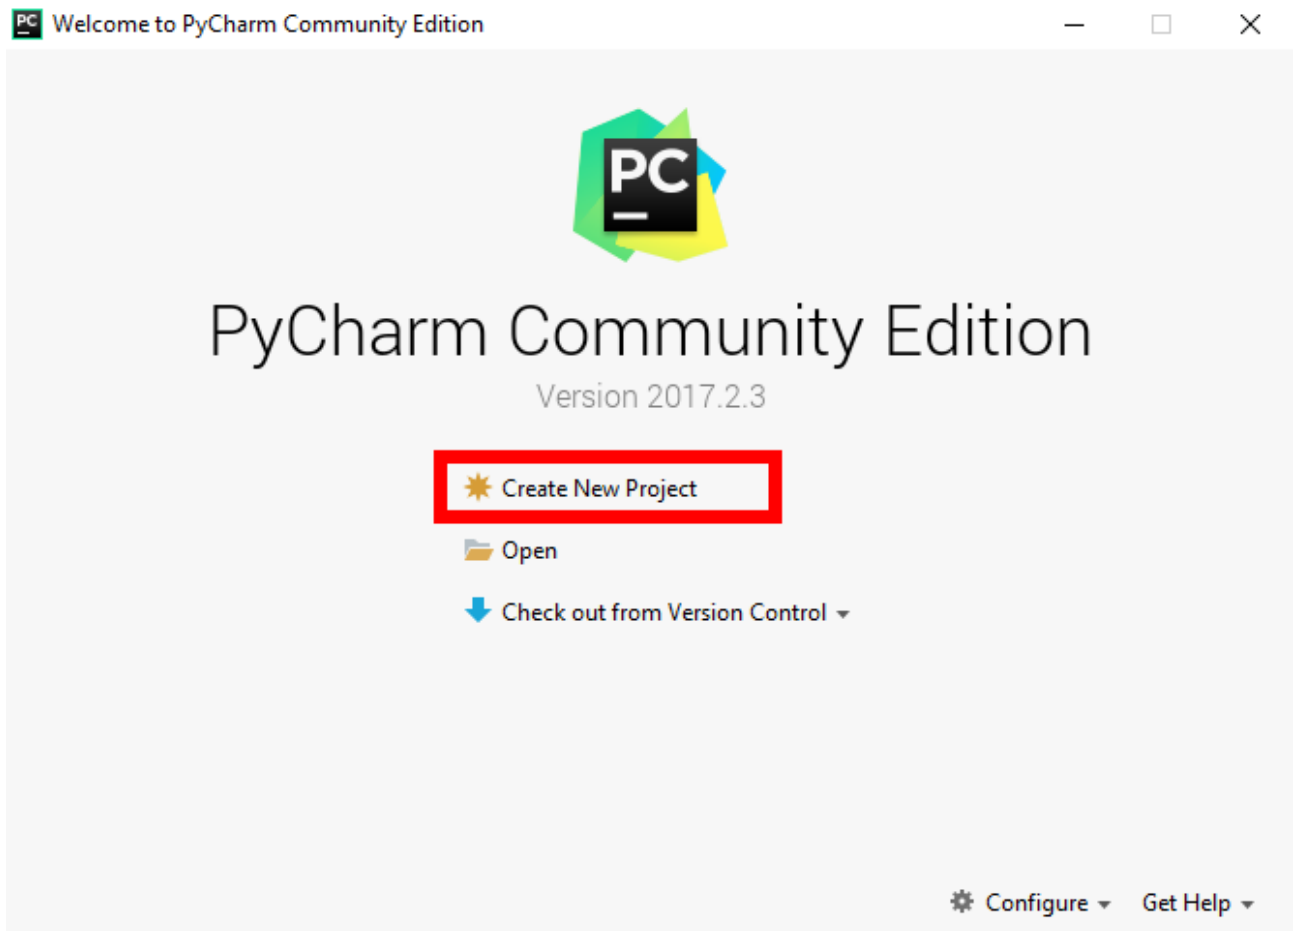 PC Welcome to PyCharm Community Edition
PC
PyCharm Community Edition
Version 2017.2.3
Create New Project
Open
Check out from Version Control
Configure Get Help